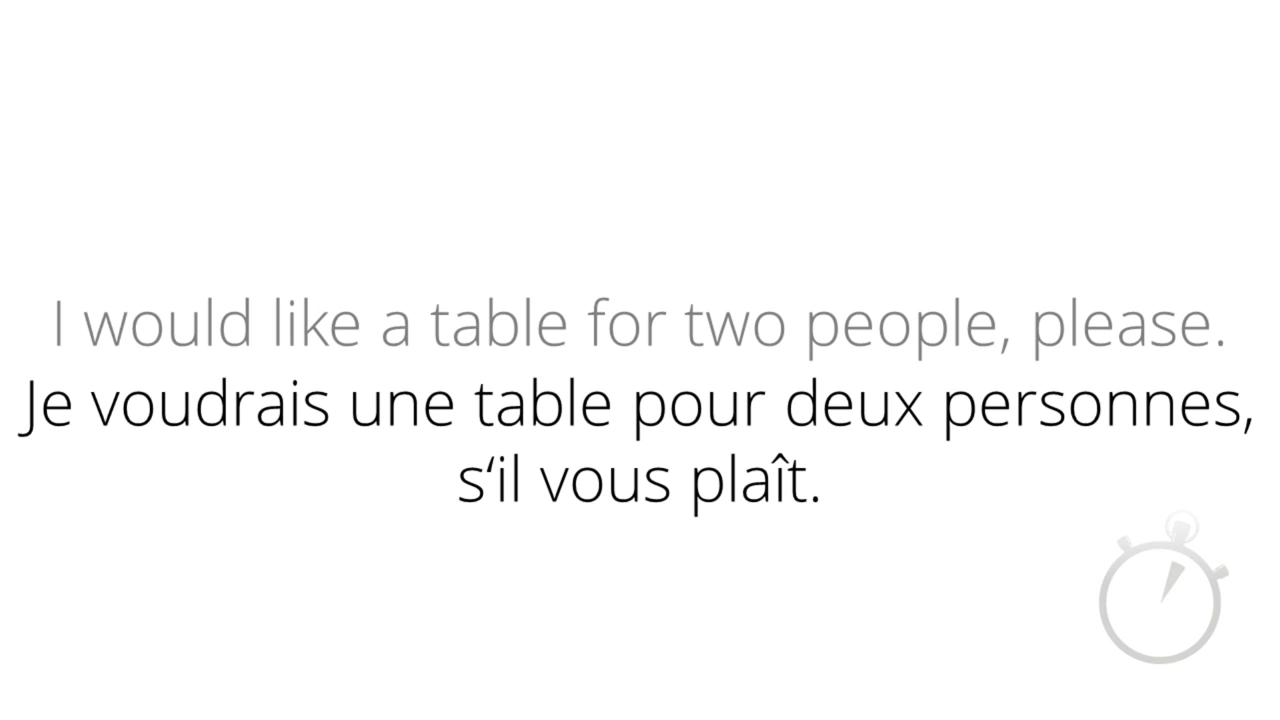 I would like a table for two people, please.
Je voudrais une table pour deux personnes,
s‘il vous plaît.